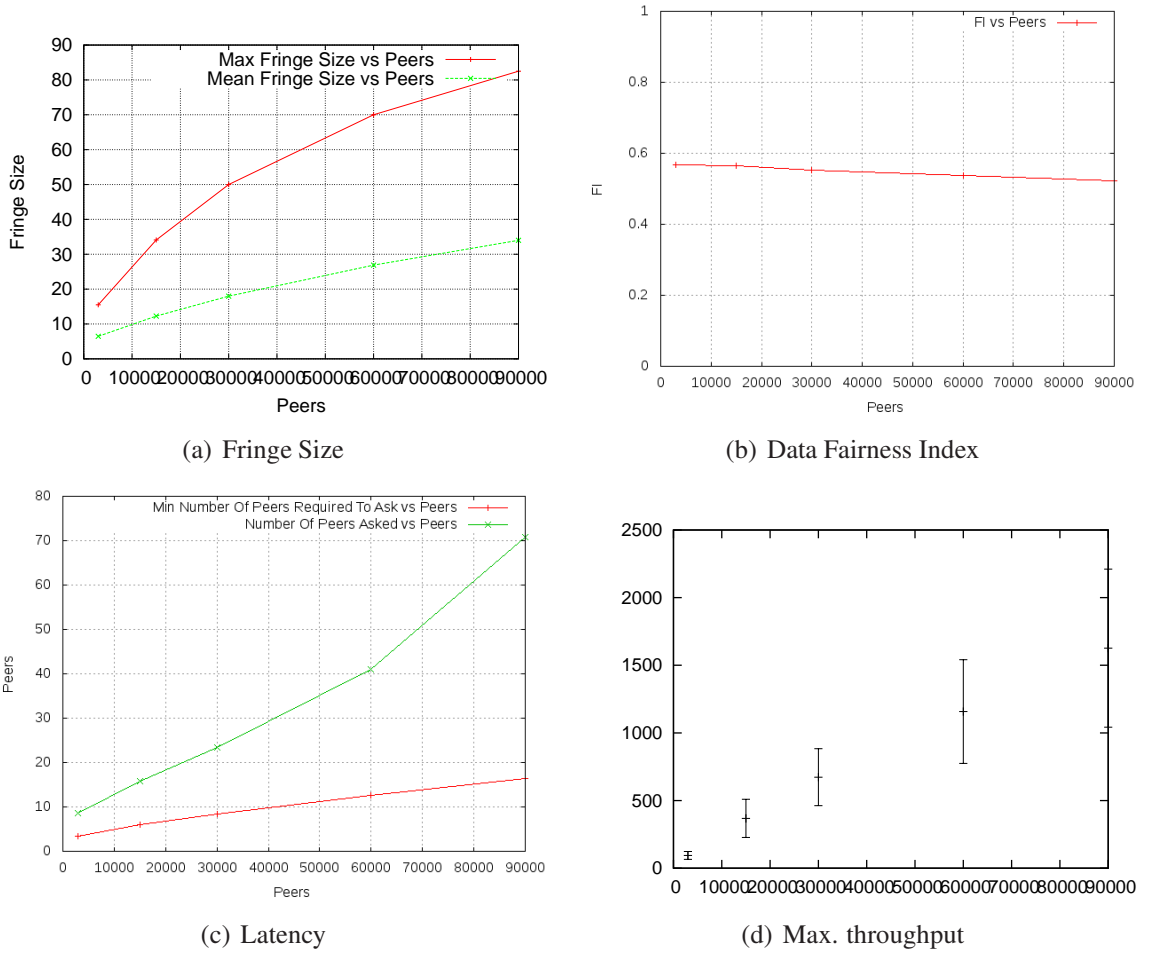 Max Fringe Size vs Peers
Mean Fringe Size vs Peers
90
80
70
60
50
40
30
20
10
0
Fringe Size
0 10000 20000 30000 40000 50000 60000 70000 80000 90000
Peers
(a) Fringe Size
FI vs Peers
1
0.8
0.6
0.4
0.2
0
FI
0 10000 20000 30000 40000 50000 60000 70000 80000 90000
Peers
(b) Data Fairness Index
Min Number Of Peers Required To Ask vs Peers
Number Of Peers Asked vs Peers
80
70
60
50
40
30
20
10
0
Peers
0 10000 20000 30000 40000 50000 60000 70000 80000 90000
Peers
(c) Latency
2500
2000
1500
1000
500
0
0 10000 20000 30000 40000 50000 60000 70000 80000 90000
(d) Max. throughput